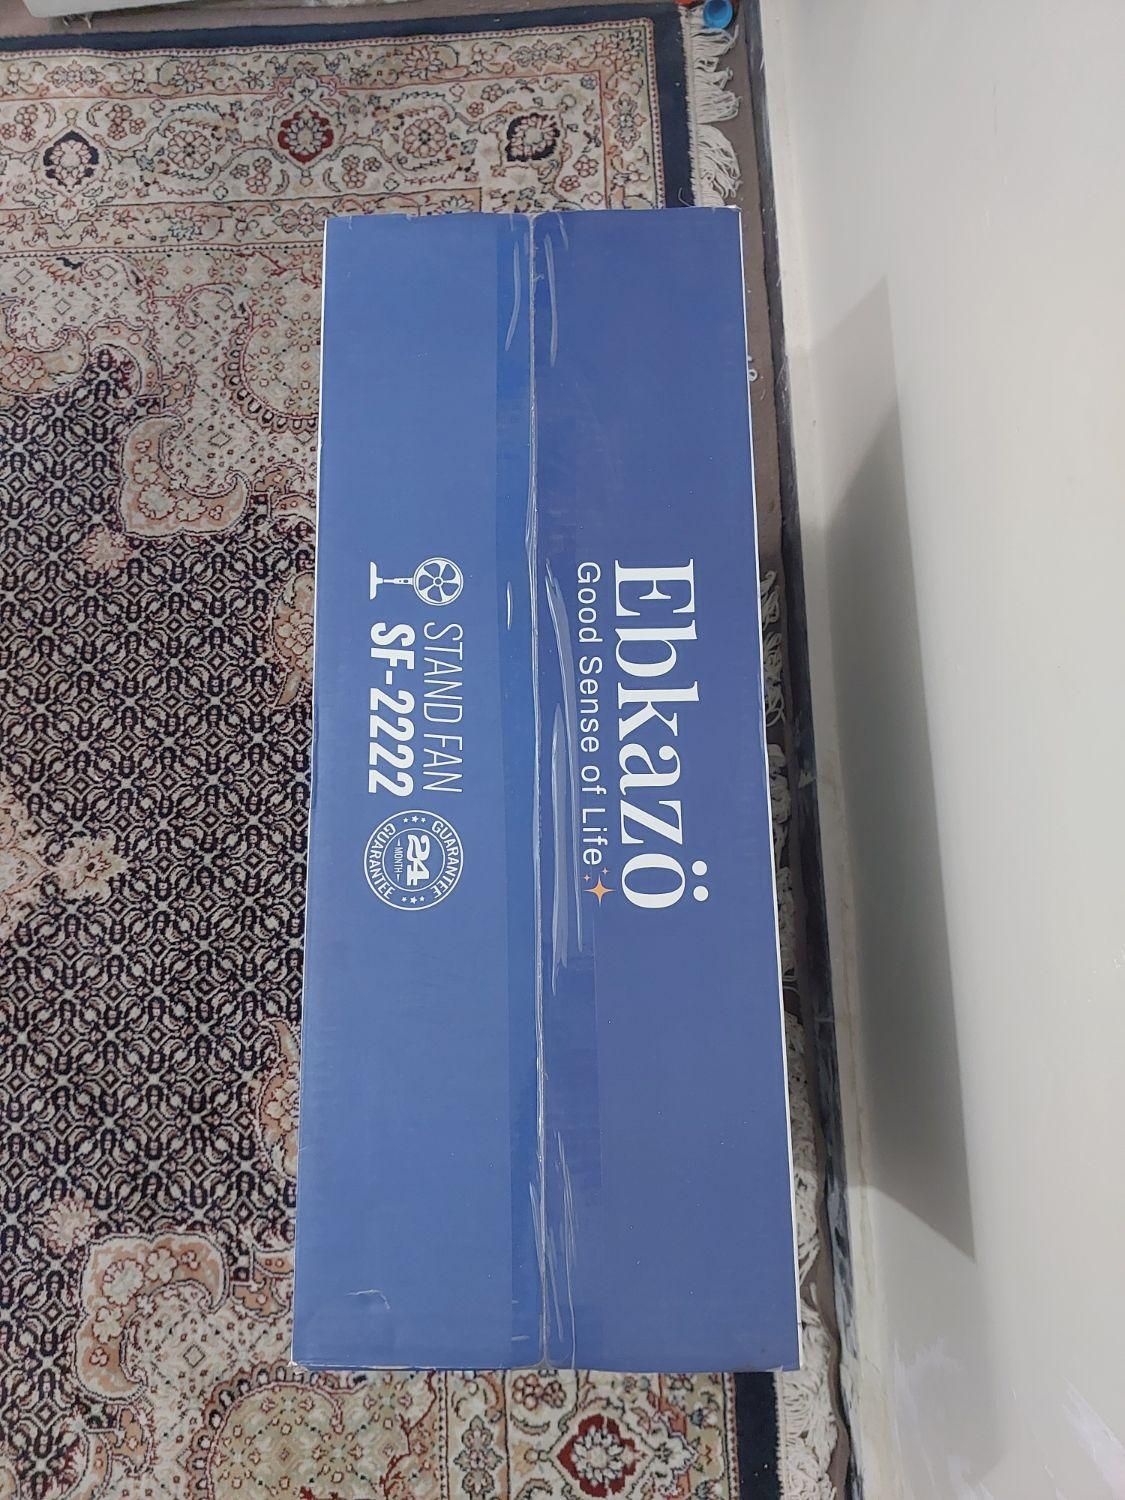 Ebkazö
Good Sense of Life
STAND FAN
SF-2222
GUARANTEE
24
MONTH
GUARANTEE